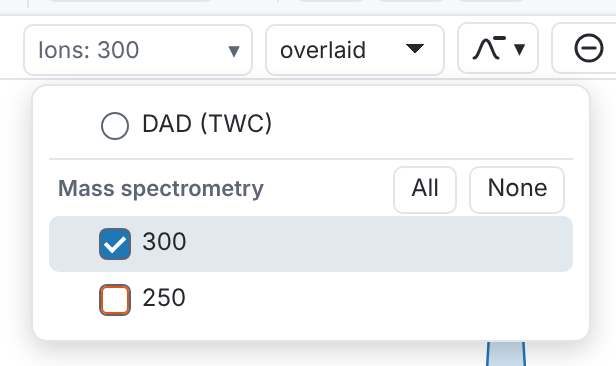 Ions: 300
overlaid
DAD (TWC)
Mass spectrometry
All
None
300
250